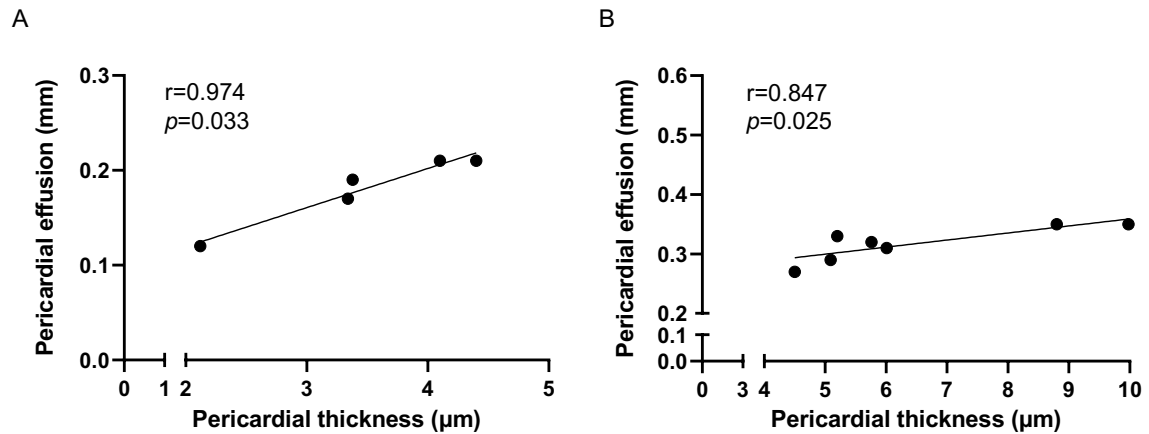 A
r=0.974
p=0.033
Pericardial effusion (mm)
0.3
0.2
0.1
0.0
0 1 2 3 4 5
Pericardial thickness (µm)
B
r=0.847
p=0.025
Pericardial effusion (mm)
0.6
0.5
0.4
0.3
0.2
0.1
0.0
0 3 4 5 6 7 8 9 10
Pericardial thickness (µm)